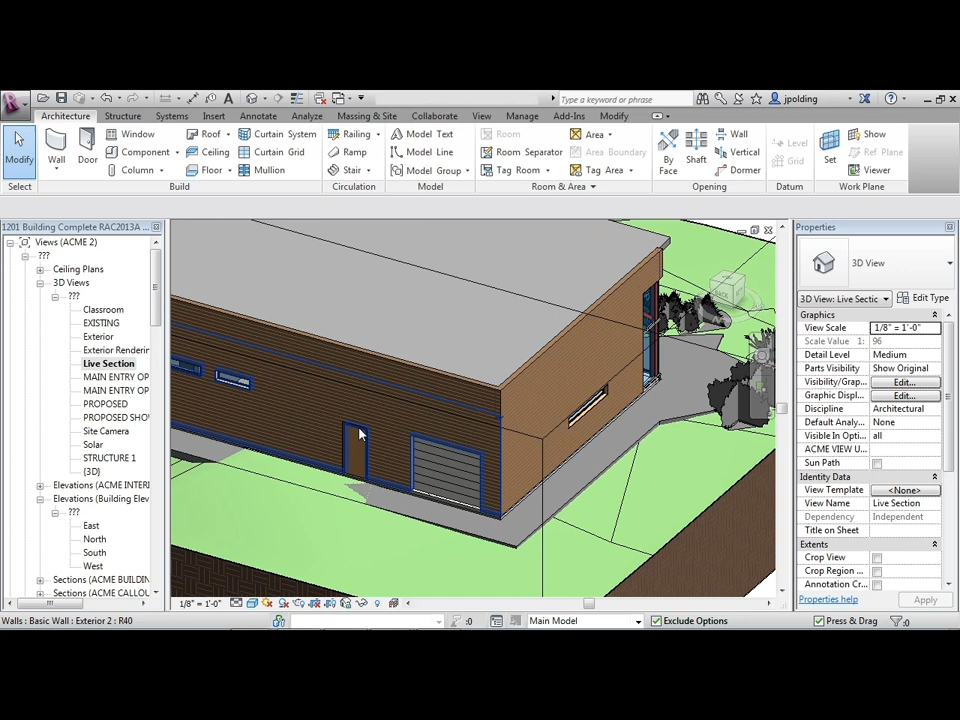 Type a keyword or phrase
jpolding
Architecture Structure Systems Insert Annotate Analyze Massing & Site Collaborate View Manage Add-Ins Modify
Modify
Wall
Door
Window
Component
Column
Roof
Ceiling
Floor
Curtain System
Curtain Grid
Mullion
Railing
Ramp
Stair
Model Text
Model Line
Model Group
Room
Room Separator
Tag Room
Area
Area Boundary
Tag Area
By
Face
Shaft
Wall
Vertical
Dormer
Level
Grid
Set
Show
Ref Plane
Viewer
Select Build Circulation Model Room & Area Opening Datum Work Plane
1201 Building Complete RAC2013A ...
Views (ACME 2)
???
Ceiling Plans
3D Views
???
Classroom
EXISTING
Exterior
Exterior Renderin
Live Section
MAIN ENTRY OP
MAIN ENTRY OP
PROPOSED
PROPOSED SHO
Site Camera
Solar
STRUCTURE 1
{3D}
Elevations (ACME INTERI
Elevations (Building Elev
???
East
North
South
West
Sections (ACME BUILDIN
Sections (ACME CALLOU
BACK
Properties
3D View
3D View: Live Sectic
Edit Type
Graphics
View Scale 1/8" = 1'-0"
Scale Value 1: 96
Detail Level Medium
Parts Visibility Show Original
Visibility/Grap... Edit...
Graphic Displ... Edit...
Discipline Architectural
Default Analy... None
Visible In Opti... all
ACME VIEW U...
Sun Path
Identity Data
View Template <None>
View Name Live Section
Dependency Independent
Title on Sheet
Extents
Crop View
Crop Region ...
Annotation Cr...
Properties help
Apply
1/8" = 1'-0"
Walls : Basic Wall : Exterior 2 : R40
:0
Main Model
Exclude Options
Press & Drag
:0